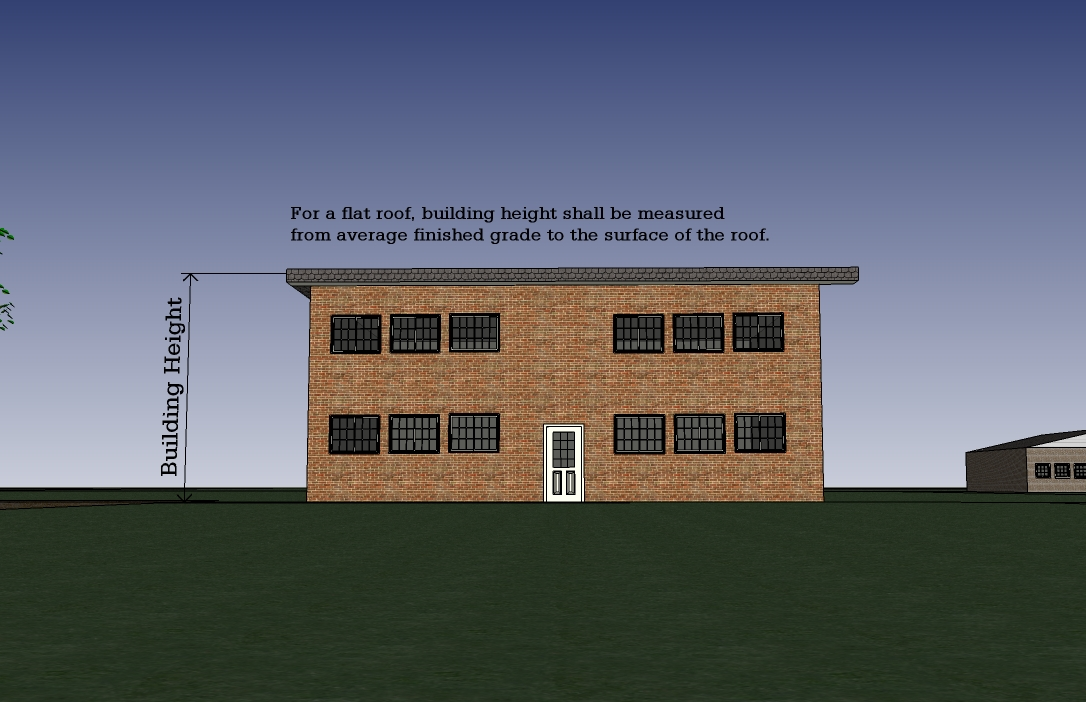 For a flat roof, building height shall be measured
from average finished grade to the surface of the roof.
Building Height